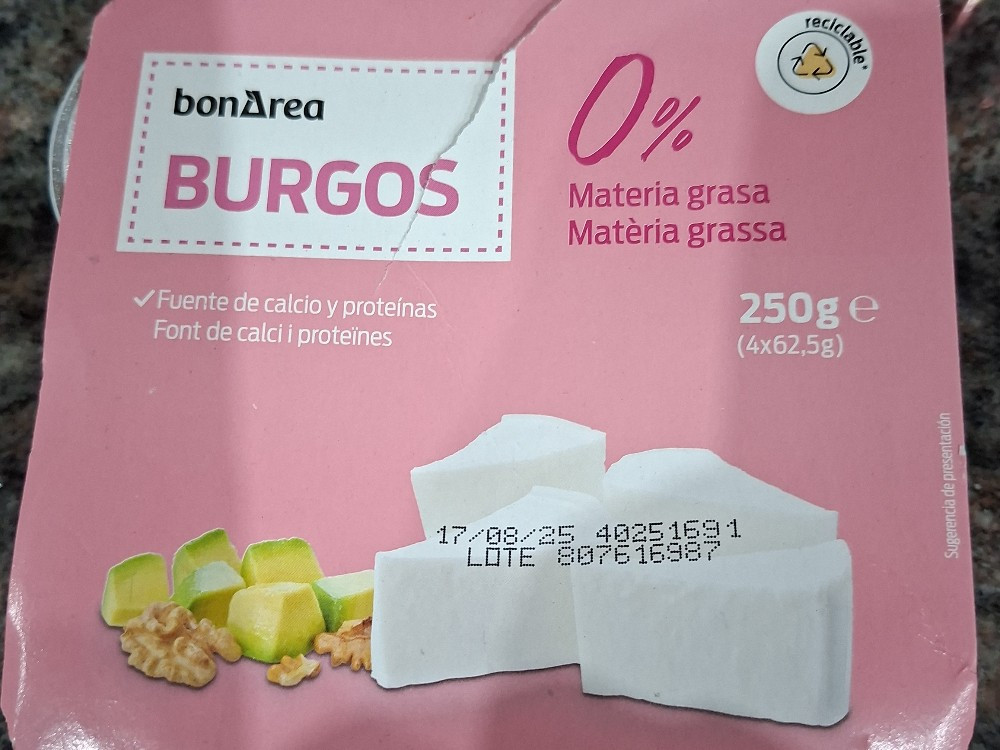 bonÀrea
BURGOS
0%
Materia grasa
Matèria grassa
reciclable*
✓Fuente de calcio y proteínas
Font de calci i proteïnes
250g ℮
(4x62,5g)
Sugerencia de presentación
17/08/25 40251691
LOTE 807616987